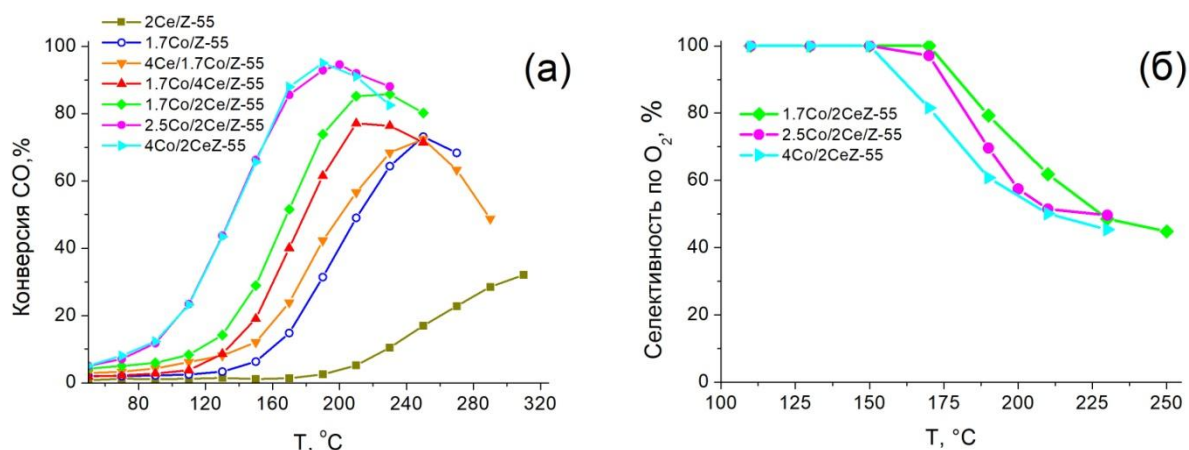 2Ce/Z-55
1.7Co/Z-55
4Ce/1.7Co/Z-55
1.7Co/4Ce/Z-55
1.7Co/2Ce/Z-55
2.5Co/2Ce/Z-55
4Co/2CeZ-55
(а)
Конверсия CO,%
100
80
60
40
20
0
80 120 160 200 240 280 320
T, °C
(б)
1.7Co/2CeZ-55
2.5Co/2Ce/Z-55
4Co/2CeZ-55
Селективность по O₂, %
100
80
60
40
20
0
100 125 150 175 200 225 250
T, °C